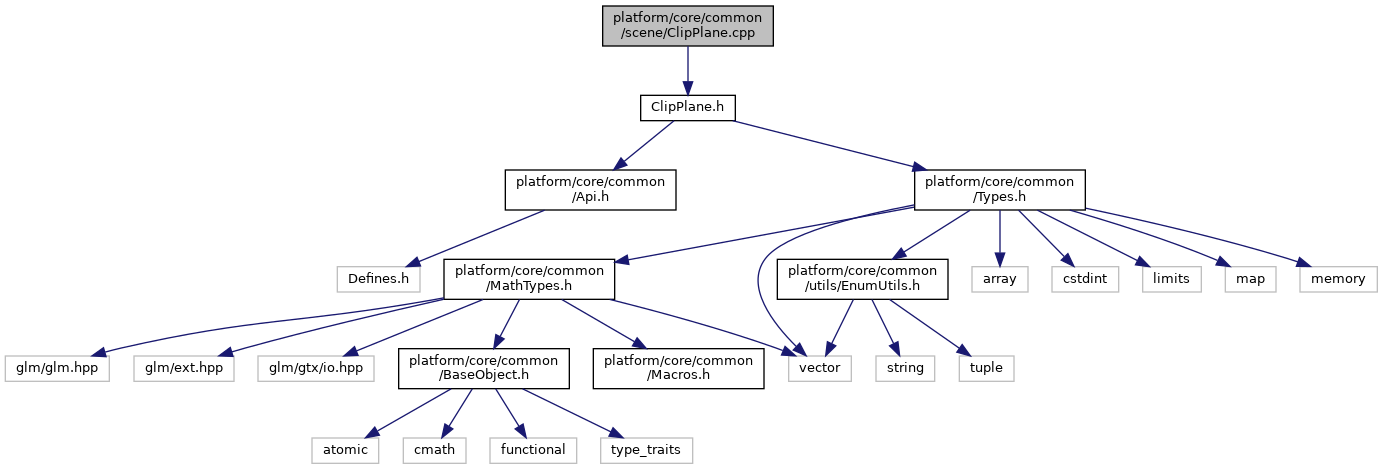 platform/core/common
/scene/ClipPlane.cpp
ClipPlane.h
platform/core/common
/Api.h
platform/core/common
/Types.h
Defines.h
platform/core/common
/MathTypes.h
platform/core/common
/utils/EnumUtils.h
array
cstdint
limits
map
memory
glm/glm.hpp
glm/ext.hpp
glm/gtx/io.hpp
platform/core/common
/BaseObject.h
platform/core/common
/Macros.h
vector
string
tuple
atomic
cmath
functional
type_traits